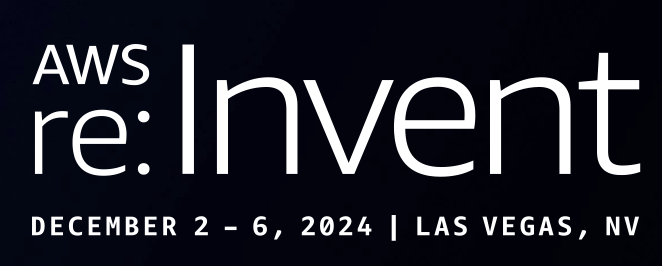 AWS
re:Invent
DECEMBER 2 – 6, 2024 | LAS VEGAS, NV